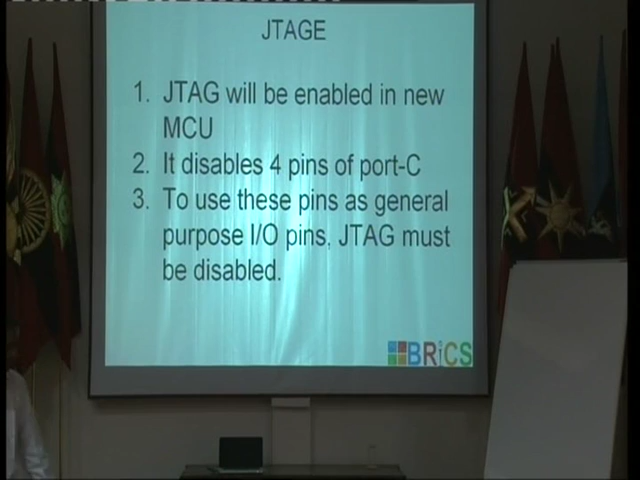 JTAGE
1. JTAG will be enabled in new
MCU
2. It disables 4 pins of port-C
3. To use these pins as general
purpose I/O pins, JTAG must
be disabled.
BRiCS